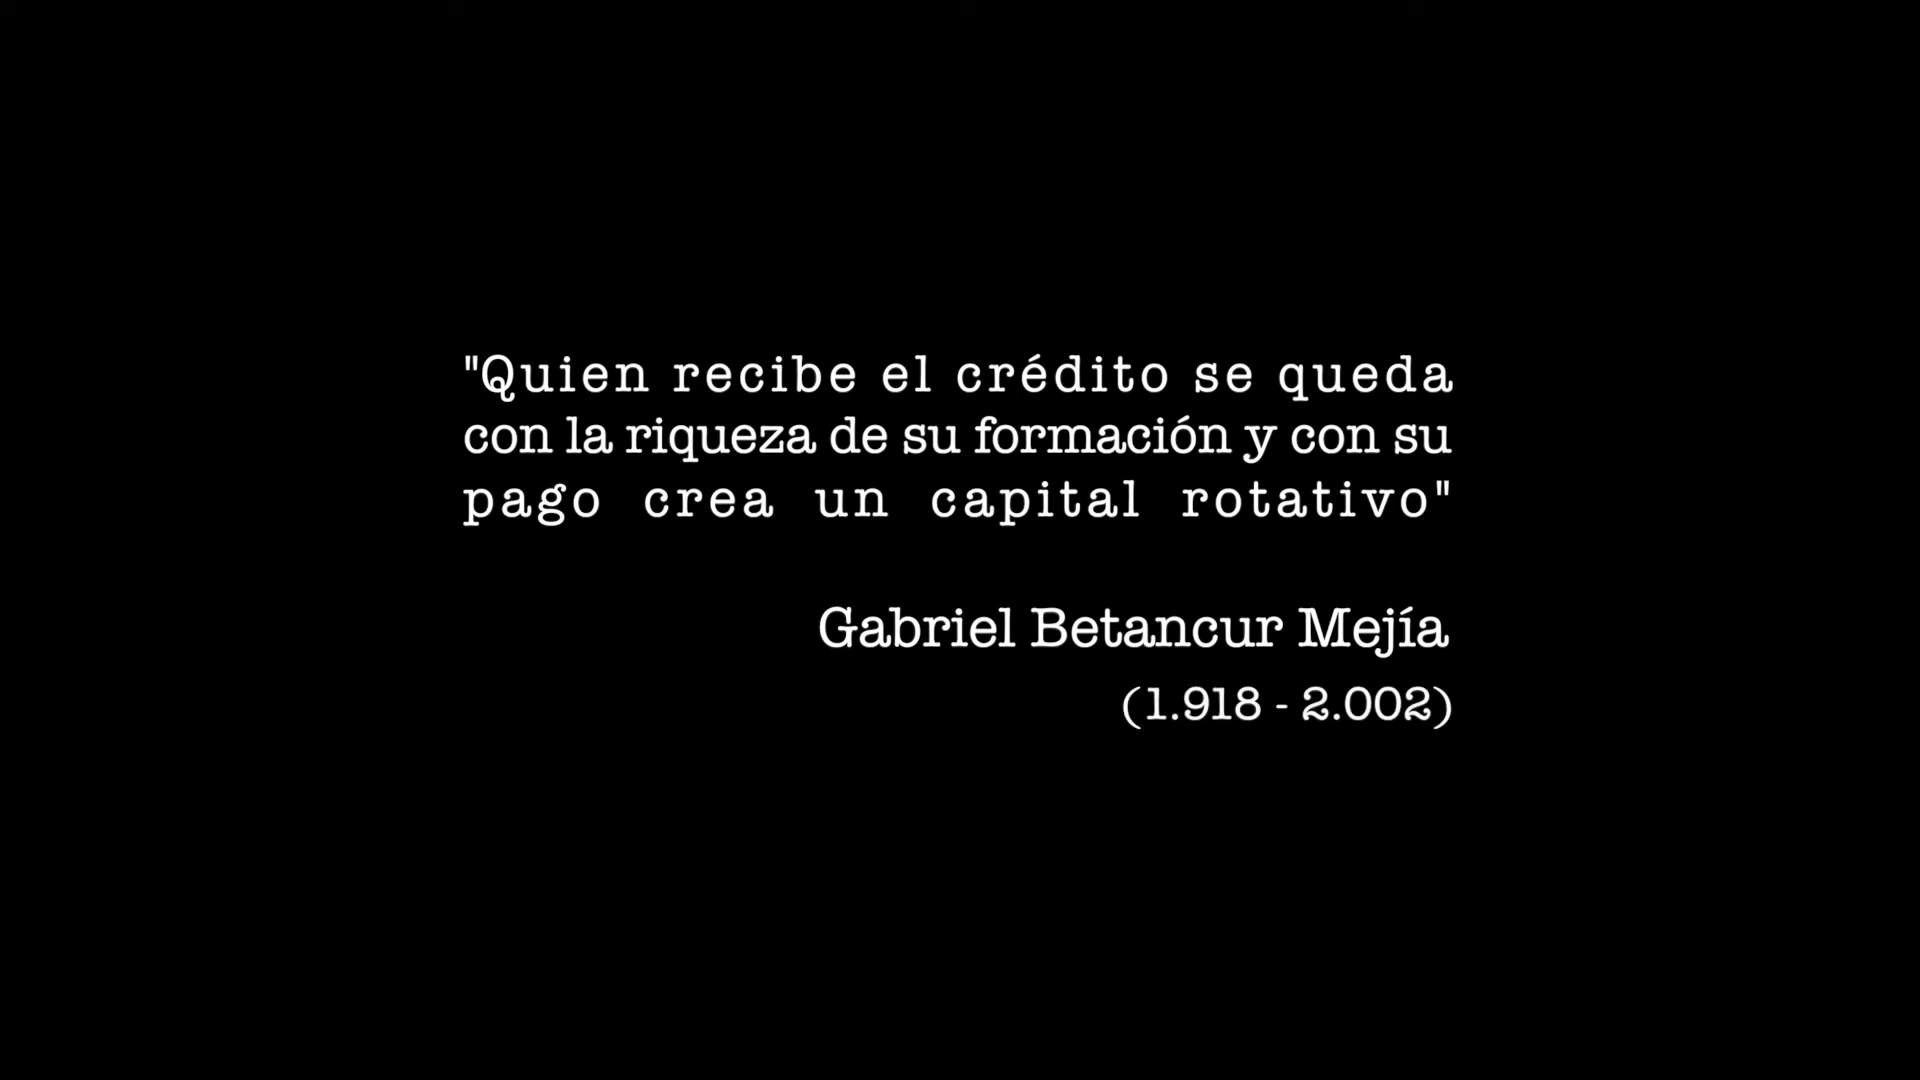 "Quien recibe el crédito se queda
con la riqueza de su formación y con su
pago crea un capital rotativo"
Gabriel Betancur Mejía
(1.918 - 2.002)